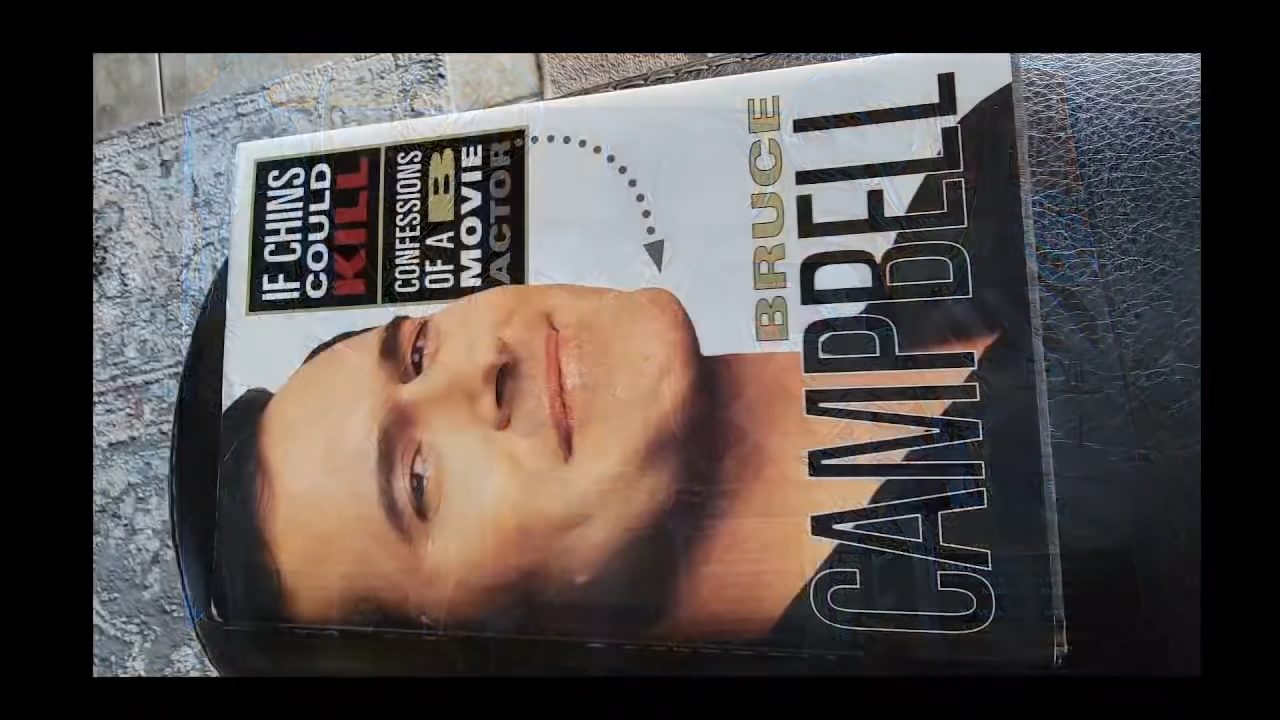 IF CHINS
COULD
KILL
CONFESSIONS
OF A B
MOVIE
ACTOR
BRUCE
CAMPBELL